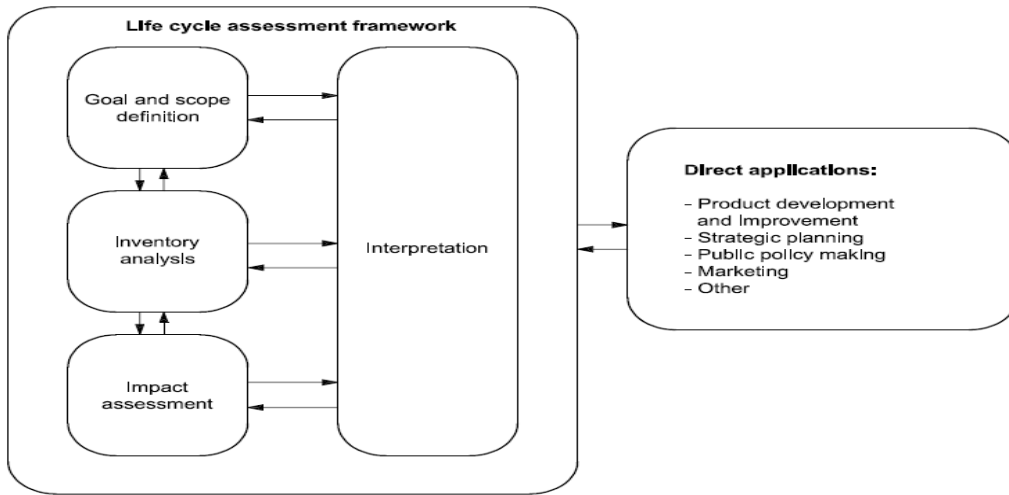 Life cycle assessment framework
Goal and scope
definition
Inventory
analysis
Impact
assessment
Interpretation
Direct applications:
- Product development
and Improvement
- Strategic planning
- Public policy making
- Marketing
- Other